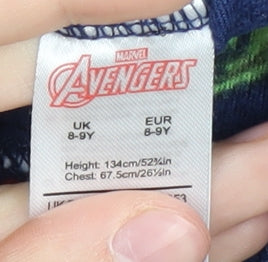 MARVEL
AVENGERS
UK EUR
8-9Y 8-9Y
Height: 134cm/52¾in
Chest: 67.5cm/26½in